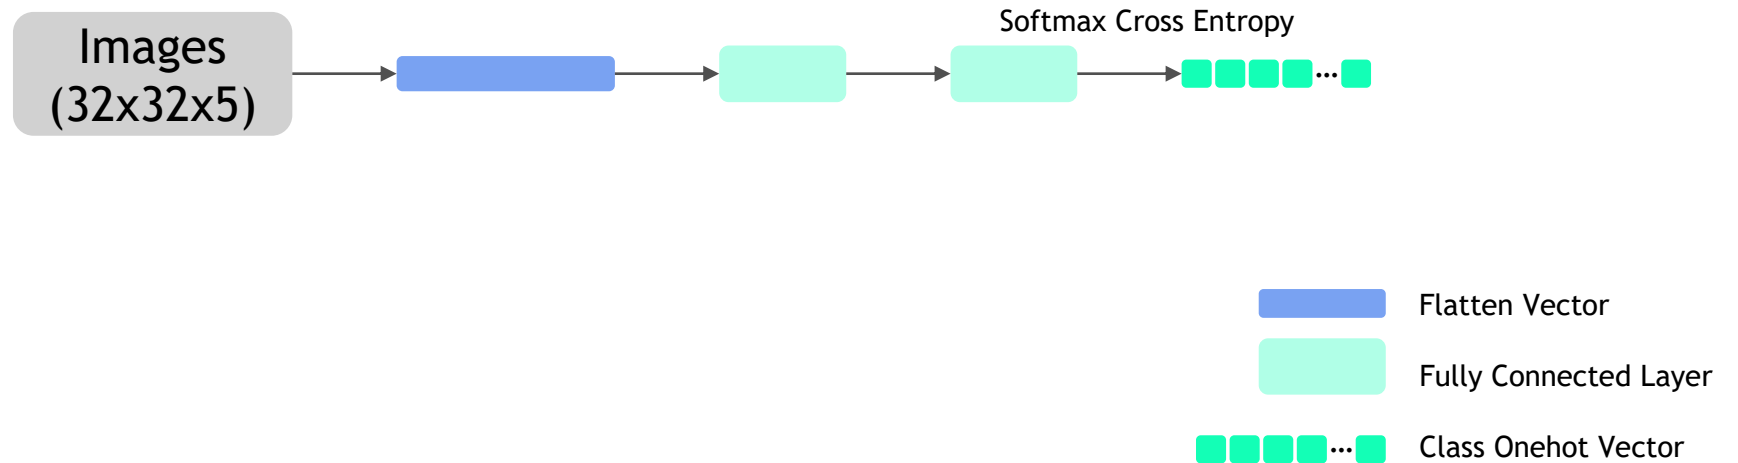 Softmax Cross Entropy
Images
(32x32x5)
Flatten Vector
Fully Connected Layer
Class Onehot Vector